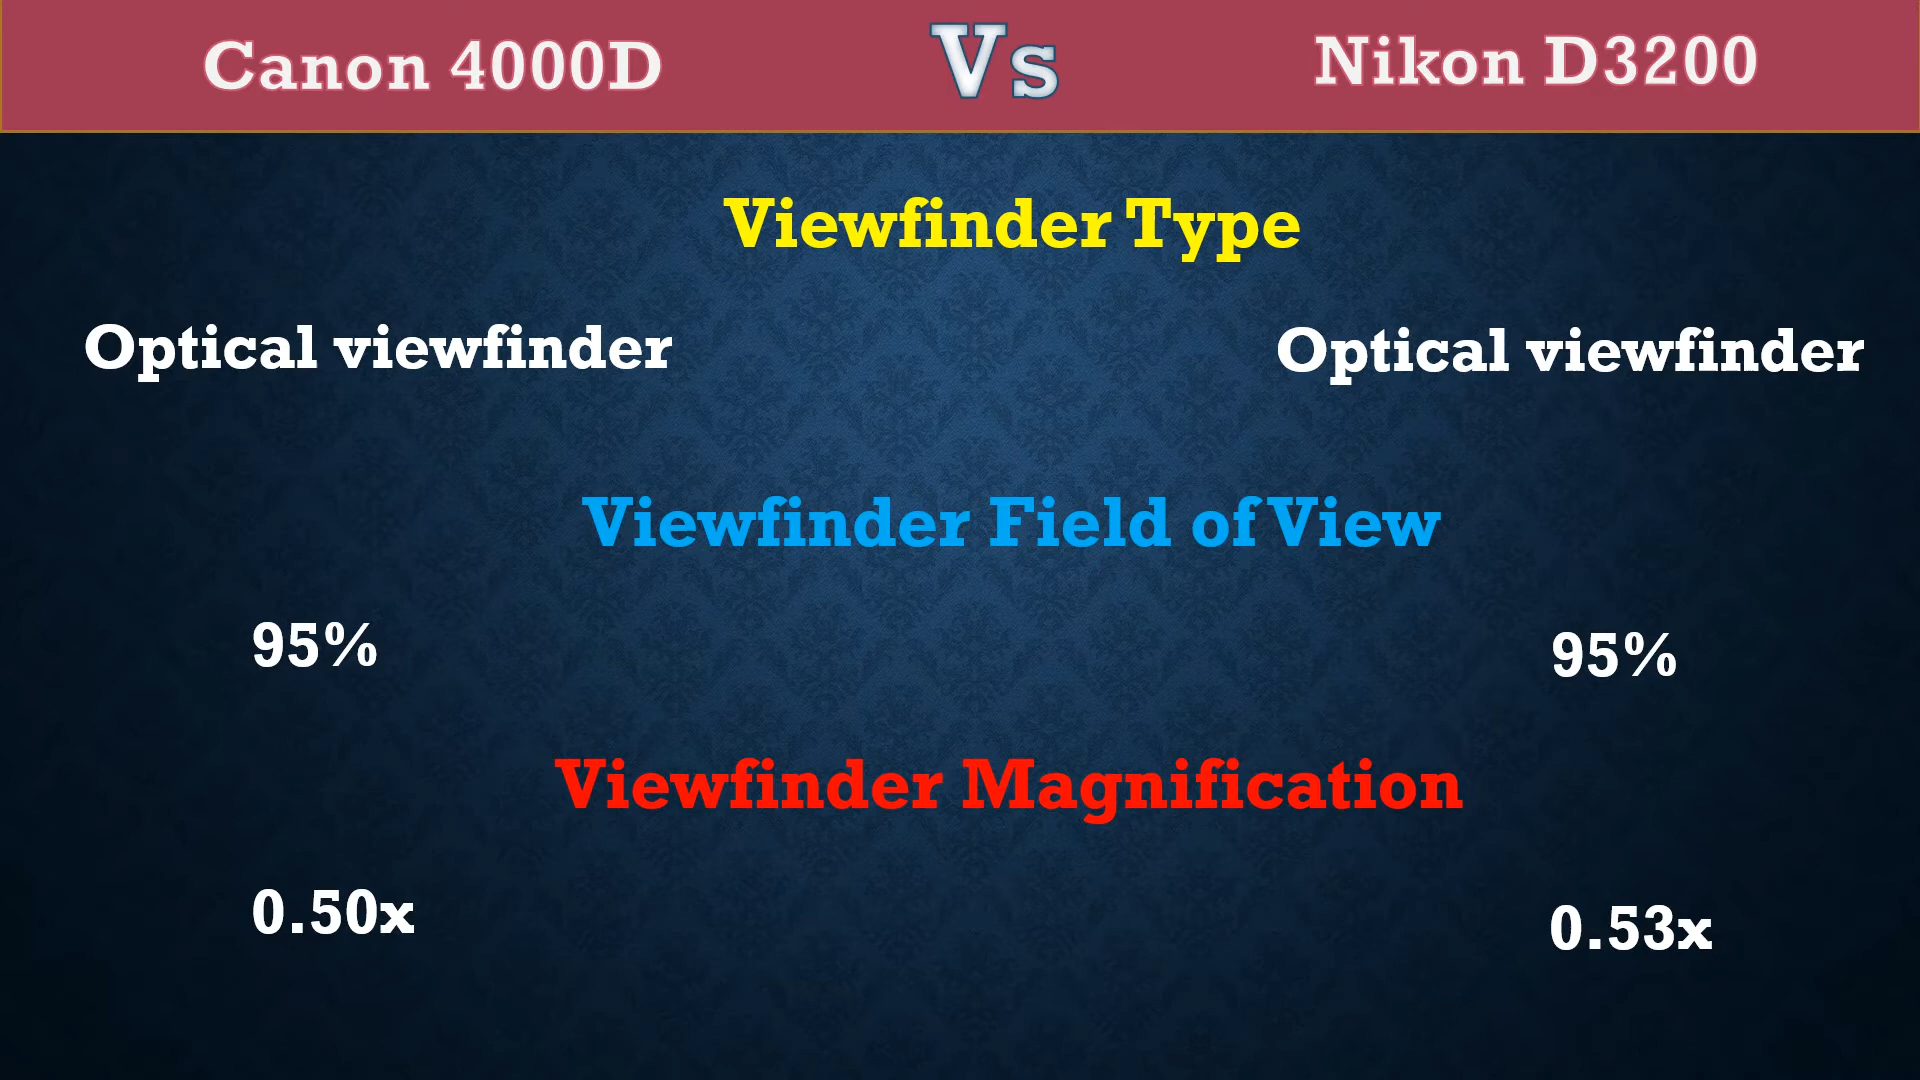 Canon 4000D Vs Nikon D3200
Viewfinder Type
Optical viewfinder Optical viewfinder
Viewfinder Field of View
95% 95%
Viewfinder Magnification
0.50x 0.53x